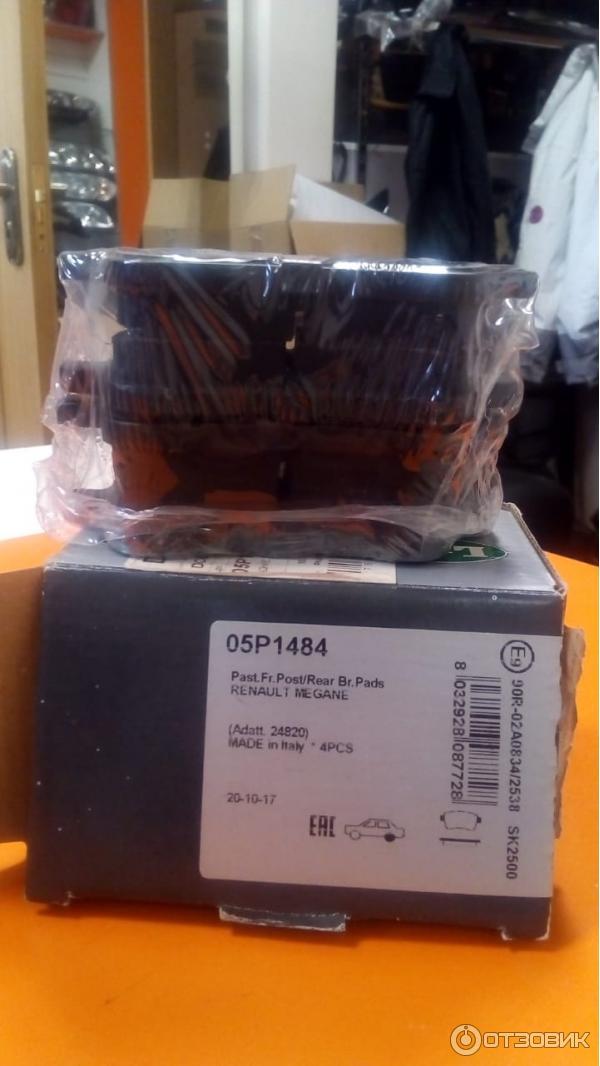 05P1484
Past.Fr.Post/Rear Br.Pads
RENAULT MEGANE
(Adatt. 24820)
MADE in Italy * 4PCS
20-10-17
EAC
8 032928 087728
E9 90R-02A0834/2538 SK2500
ОТЗОВИК